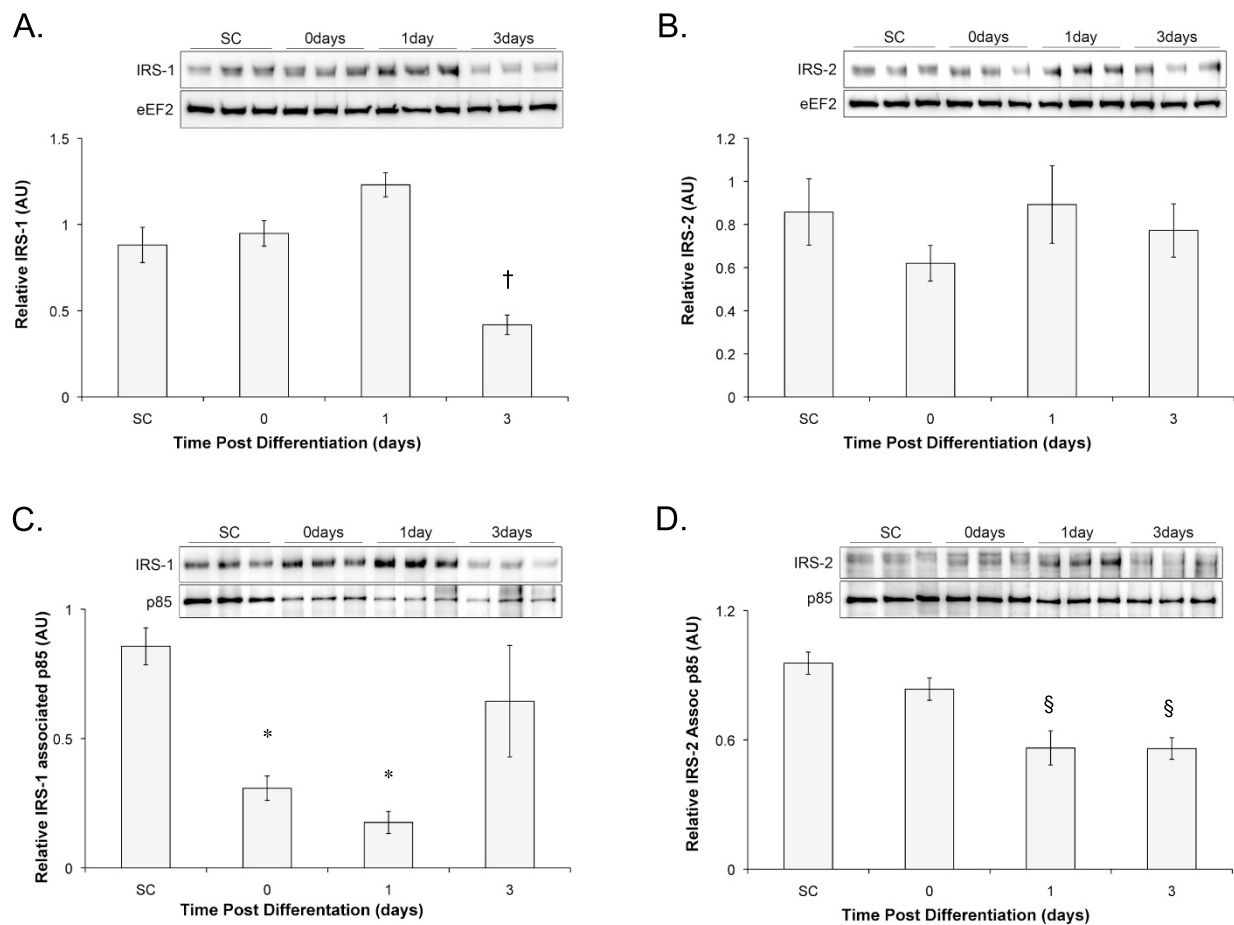 A.
SC 0days 1day 3days
IRS-1
eEF2
1.5
1
0.5
0
Relative IRS-1 (AU)
†
SC 0 1 3
Time Post Differentiation (days)
B.
SC 0days 1day 3days
IRS-2
eEF2
1.2
1
0.8
0.6
0.4
0.2
0
Relative IRS-2 (AU)
SC 0 1 3
Time Post Differentiation (days)
C.
SC 0days 1day 3days
IRS-1
p85
1
0.5
0
Relative IRS-1 associated p85 (AU)
* *
SC 0 1 3
Time Post Differentation (days)
D.
SC 0days 1day 3days
IRS-2
p85
1.2
0.6
0
Relative IRS-2 Assoc p85 (AU)
§ §
SC 0 1 3
Time Post Differentation (days)